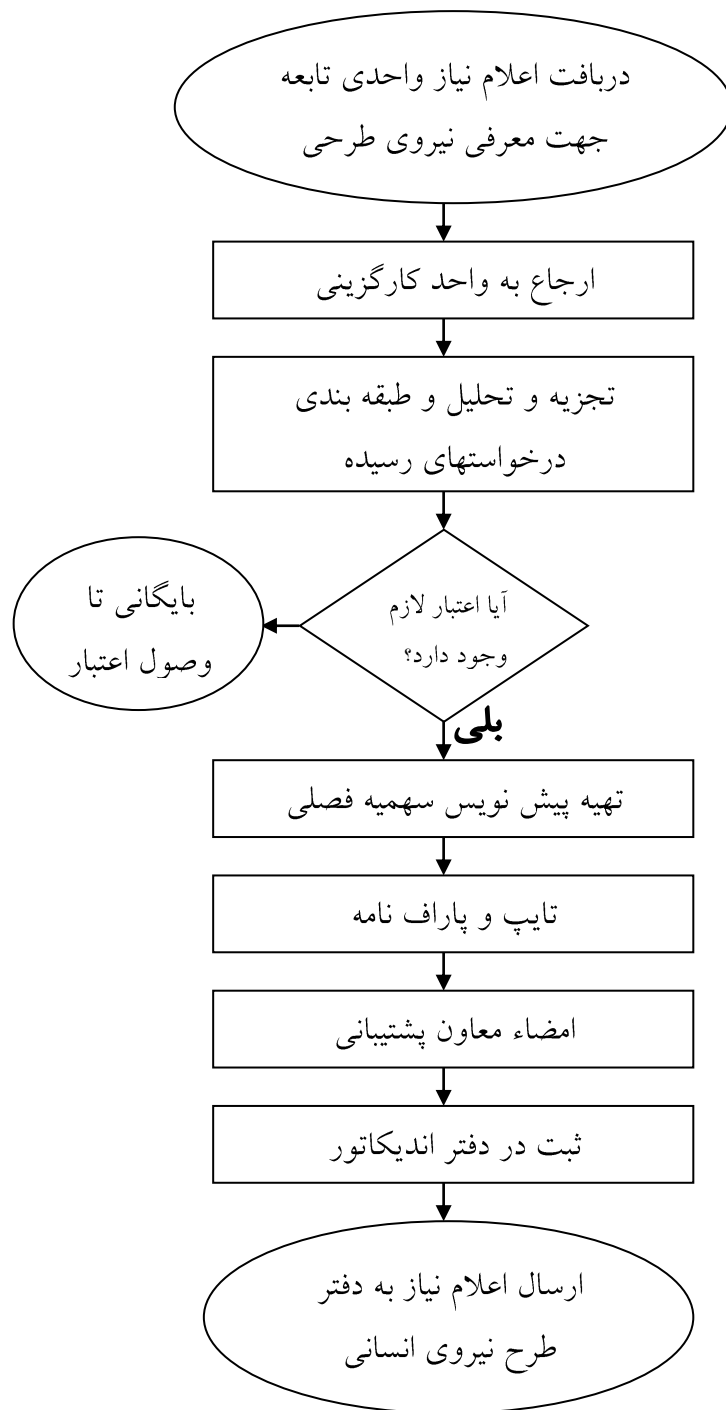 دریافت اعلام نیاز واحدی تابعه
جهت معرفی نیروی طرحی
ارجاع به واحد کارگزینی
تجزیه و تحلیل و طبقه بندی
درخواستهای رسیده
آیا اعتبار لازم
وجود دارد؟
بایگانی تا
وصول اعتبار
بلی
تهیه پیش نویس سهمیه فصلی
تایپ و پاراف نامه
امضاء معاون پشتیبانی
ثبت در دفتر اندیکاتور
ارسال اعلام نیاز به دفتر
طرح نیروی انسانی